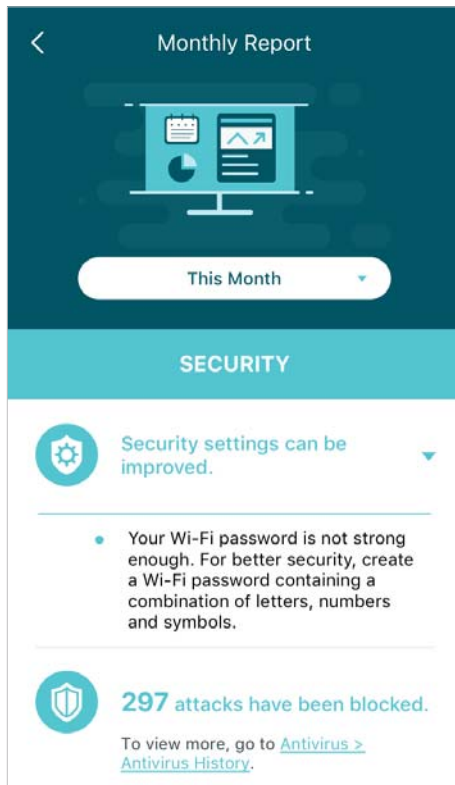 Monthly Report
This Month
SECURITY
Security settings can be
improved.
Your Wi-Fi password is not strong
enough. For better security, create
a Wi-Fi password containing a
combination of letters, numbers
and symbols.
297 attacks have been blocked.
To view more, go to Antivirus >
Antivirus History.